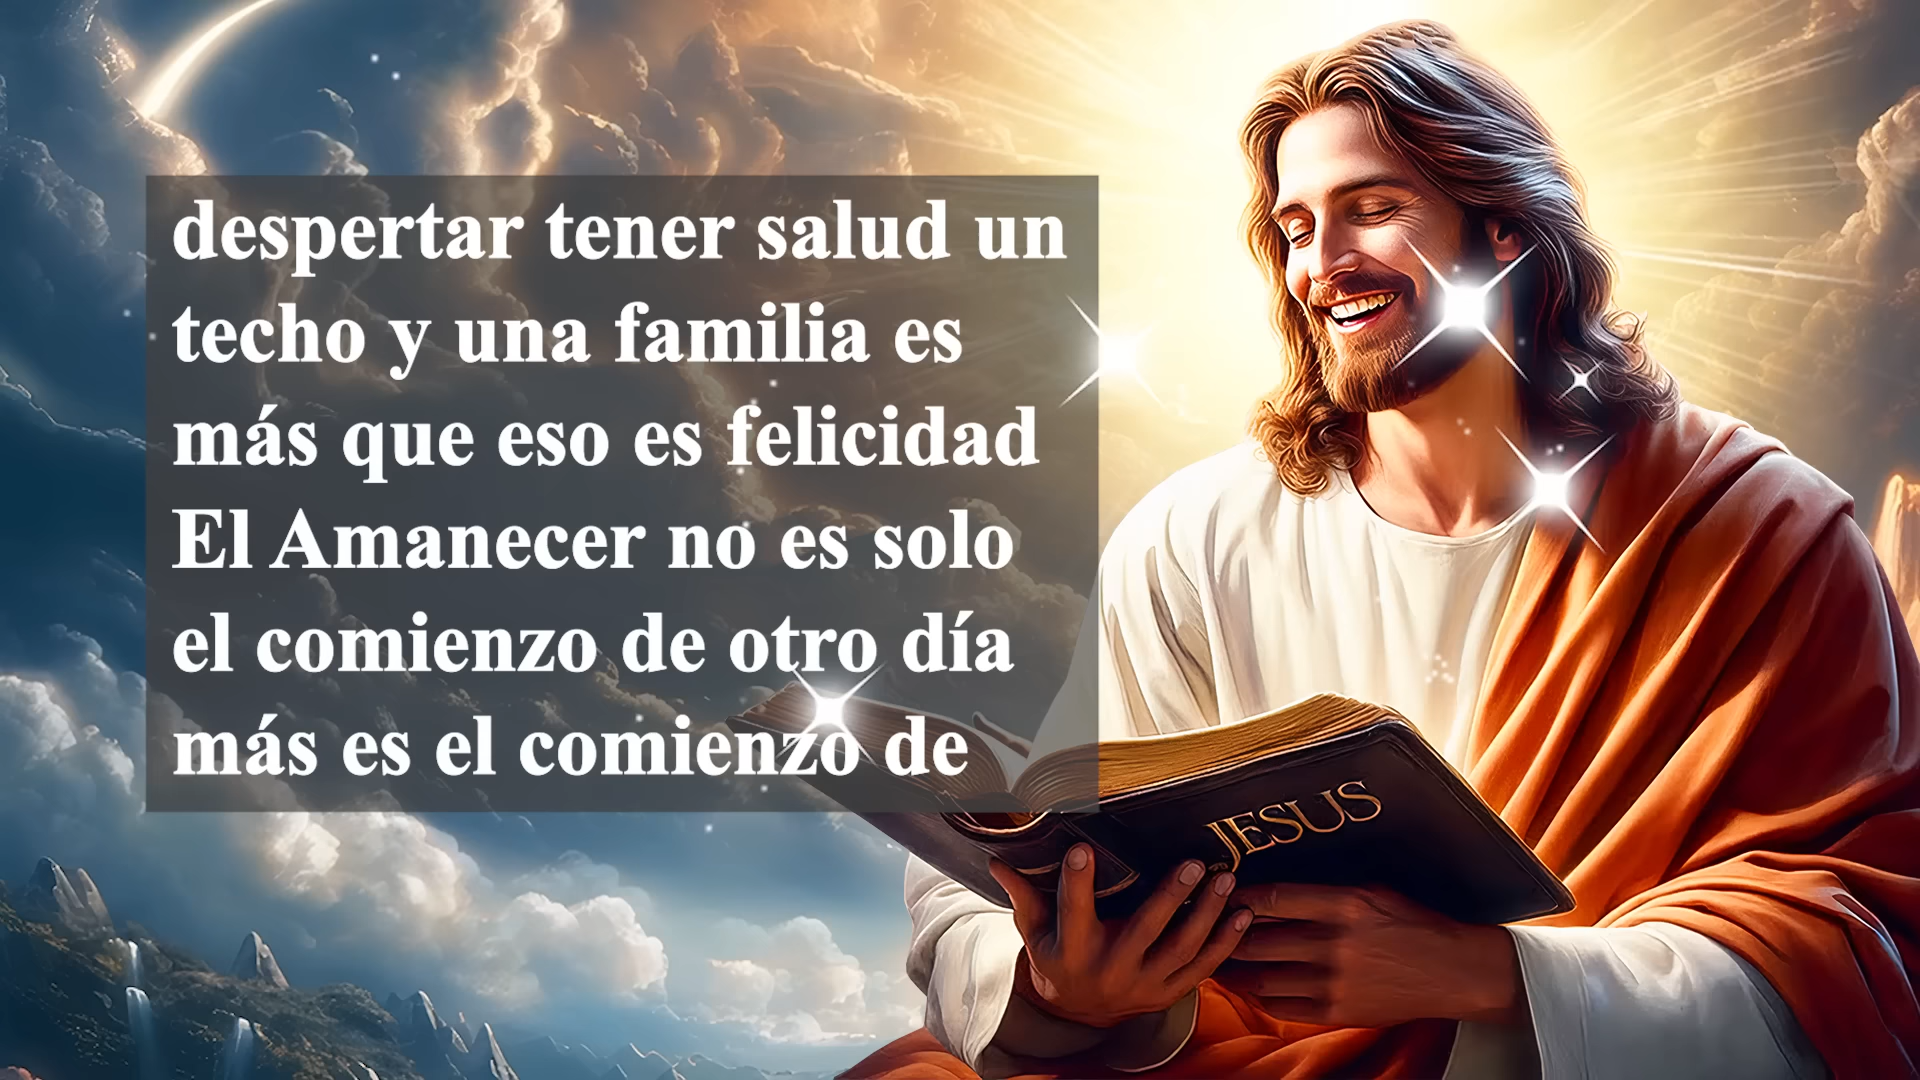 despertar tener salud un
techo y una familia es
más que eso es felicidad
El Amanecer no es solo
el comienzo de otro día
más es el comienzo de
JESUS